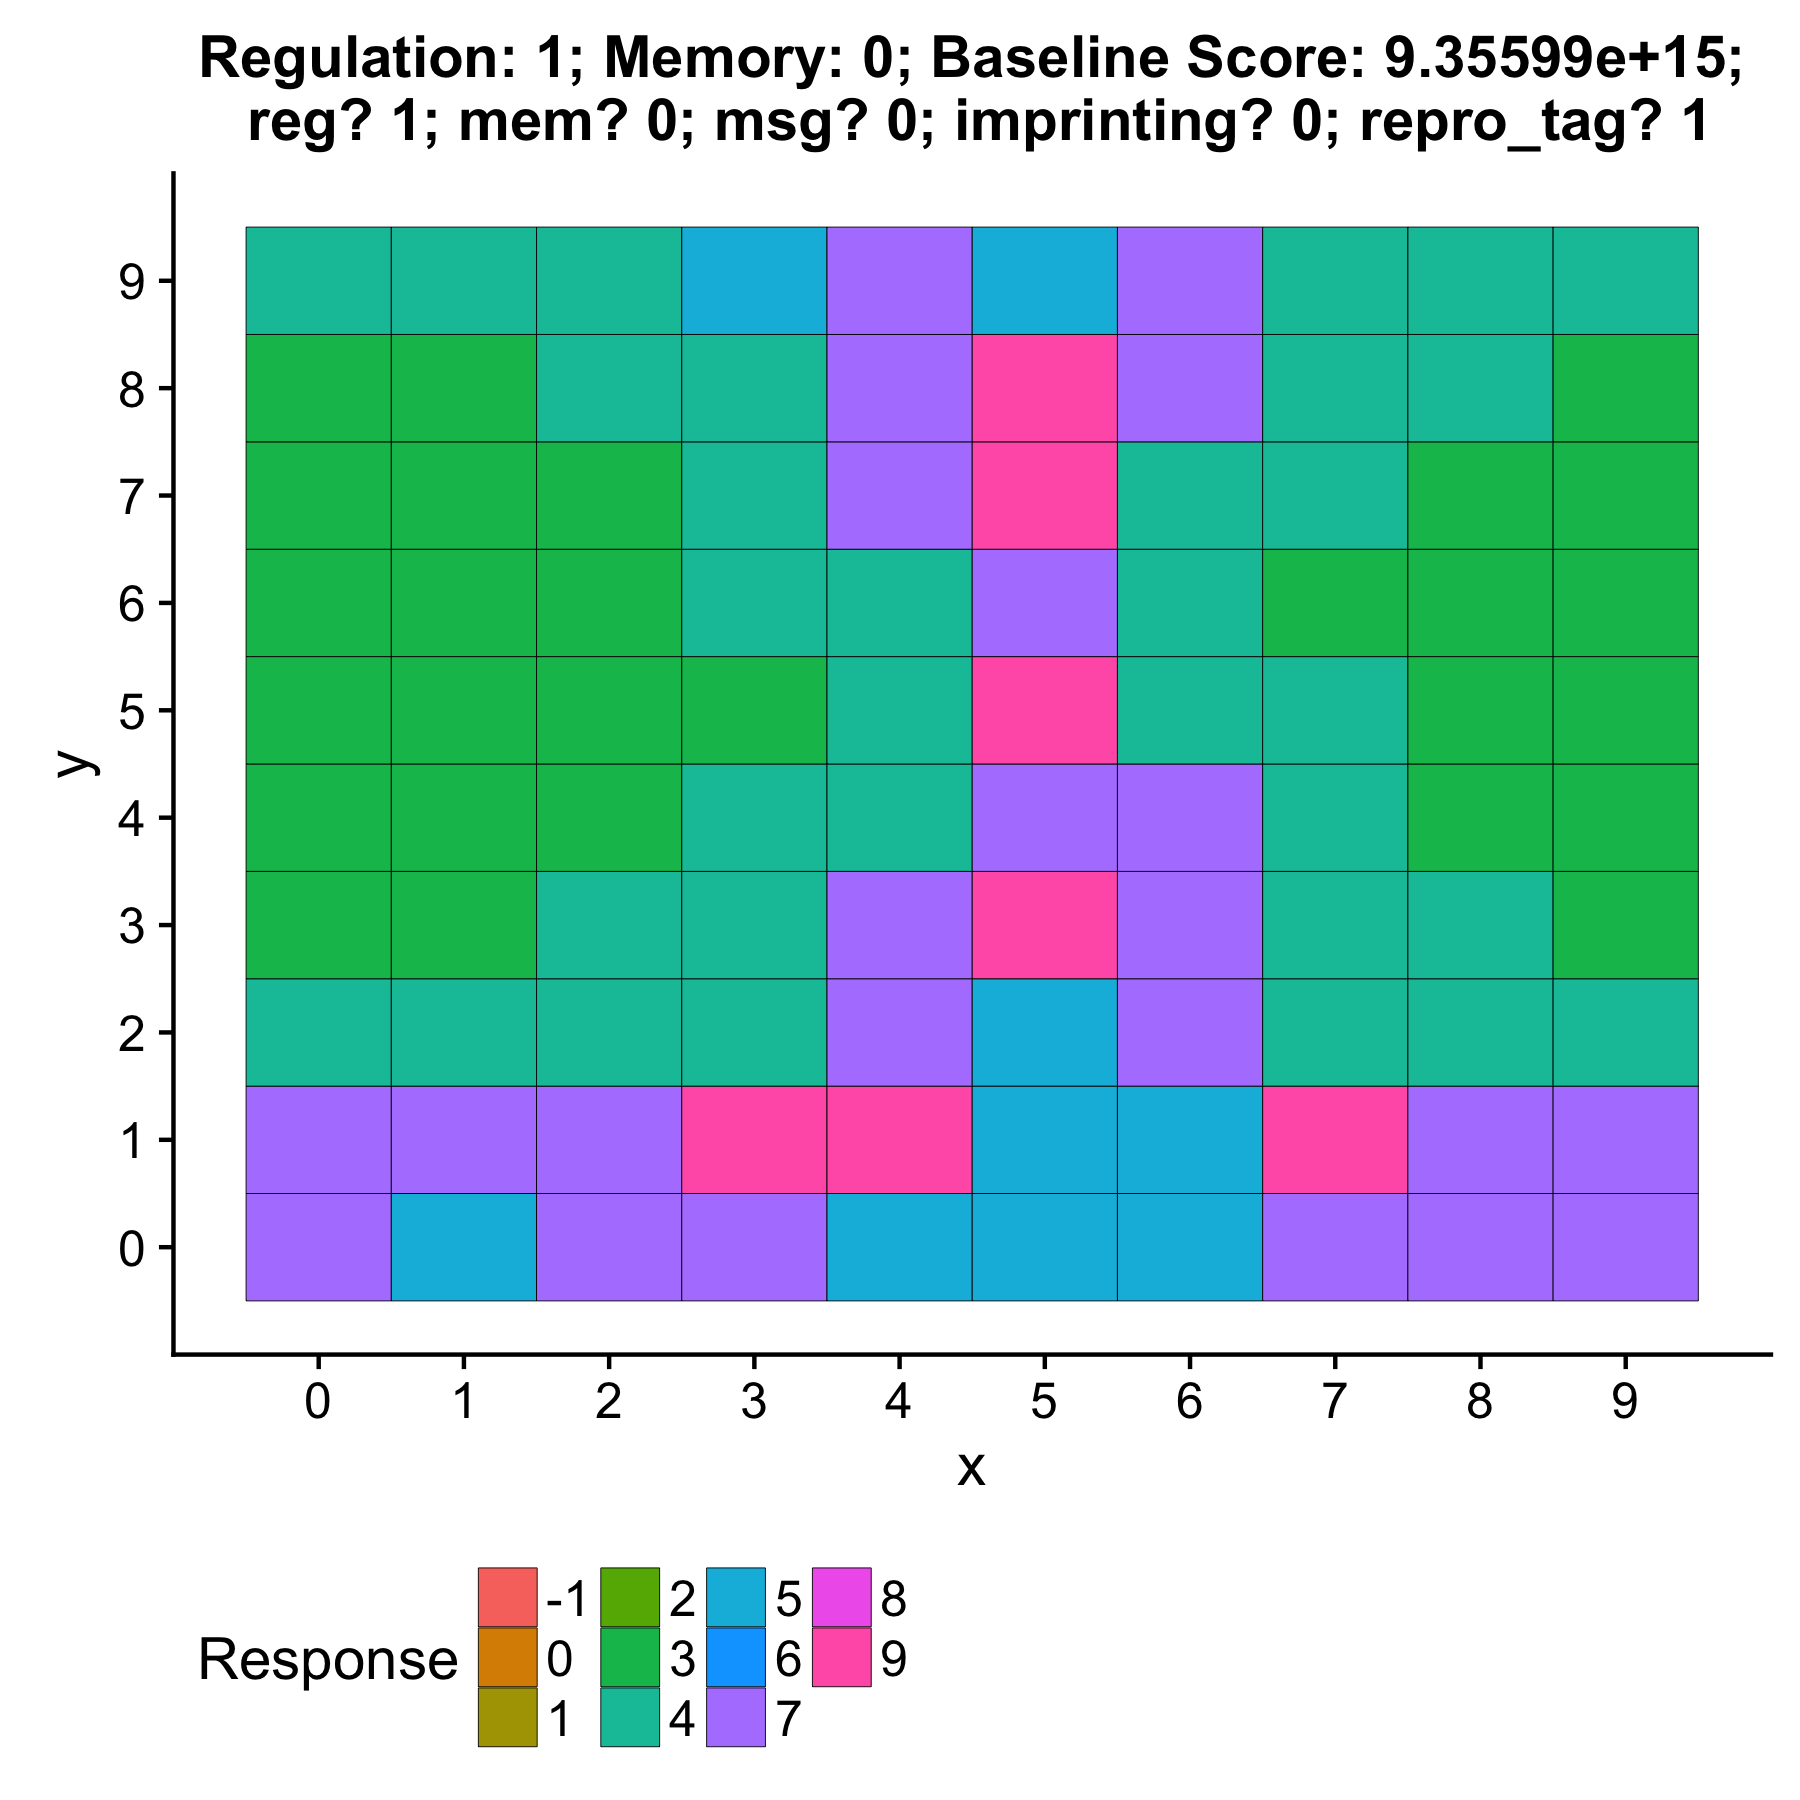 Regulation: 1; Memory: 0; Baseline Score: 9.35599e+15;
reg? 1; mem? 0; msg? 0; imprinting? 0; repro_tag? 1
9
8
7
6
5
4
3
2
1
0
y
0 1 2 3 4 5 6 7 8 9
x
Response
-1 2 5 8
0 3 6 9
1 4 7